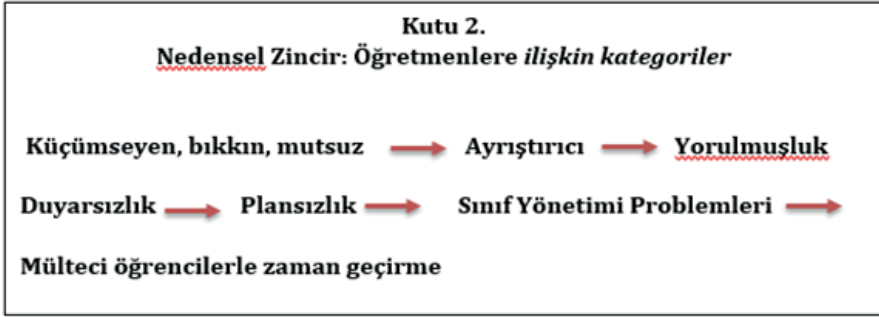 Kutu 2.
Nedensel Zincir: Öğretmenlere ilişkin kategoriler
Küçümseyen, bıkkın, mutsuz Ayrıştırıcı Yorulmuşluk
Duyarsızlık Plansızlık Sınıf Yönetimi Problemleri
Mülteci öğrencilerle zaman geçirme